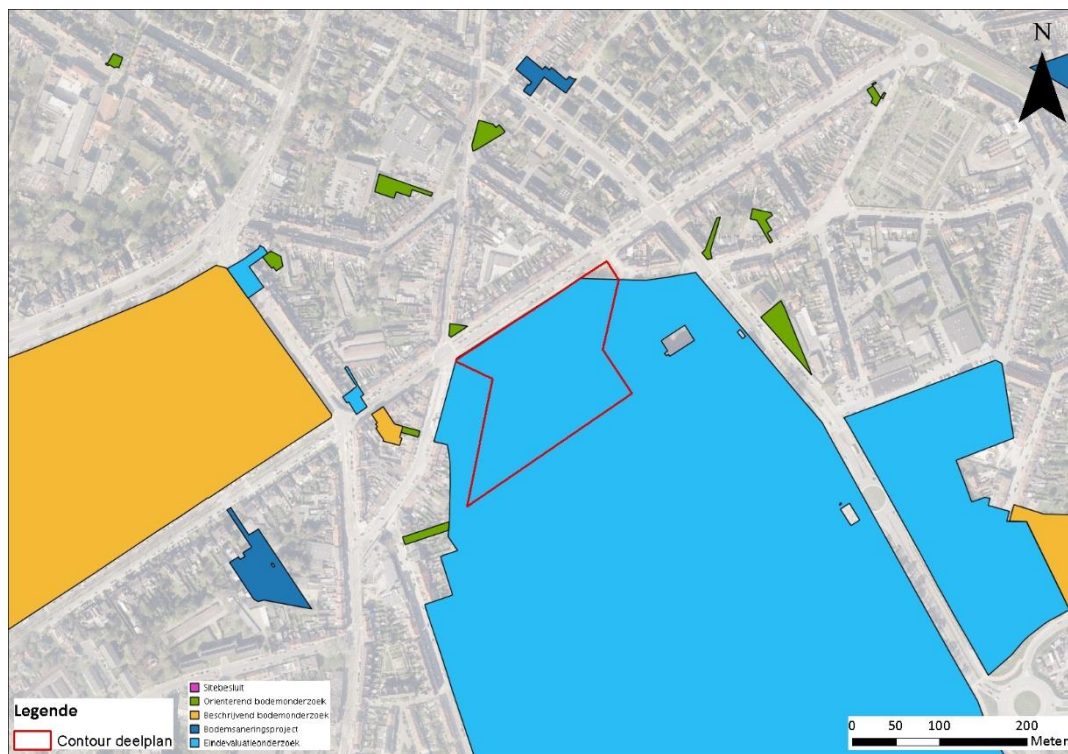 N
Legende
Contour deelplan
Sitebesluit
Oriënterend bodemonderzoek
Beschrijvend bodemonderzoek
Bodemsaneringsproject
Eindevaluatieonderzoek
0 50 100 200
Meter